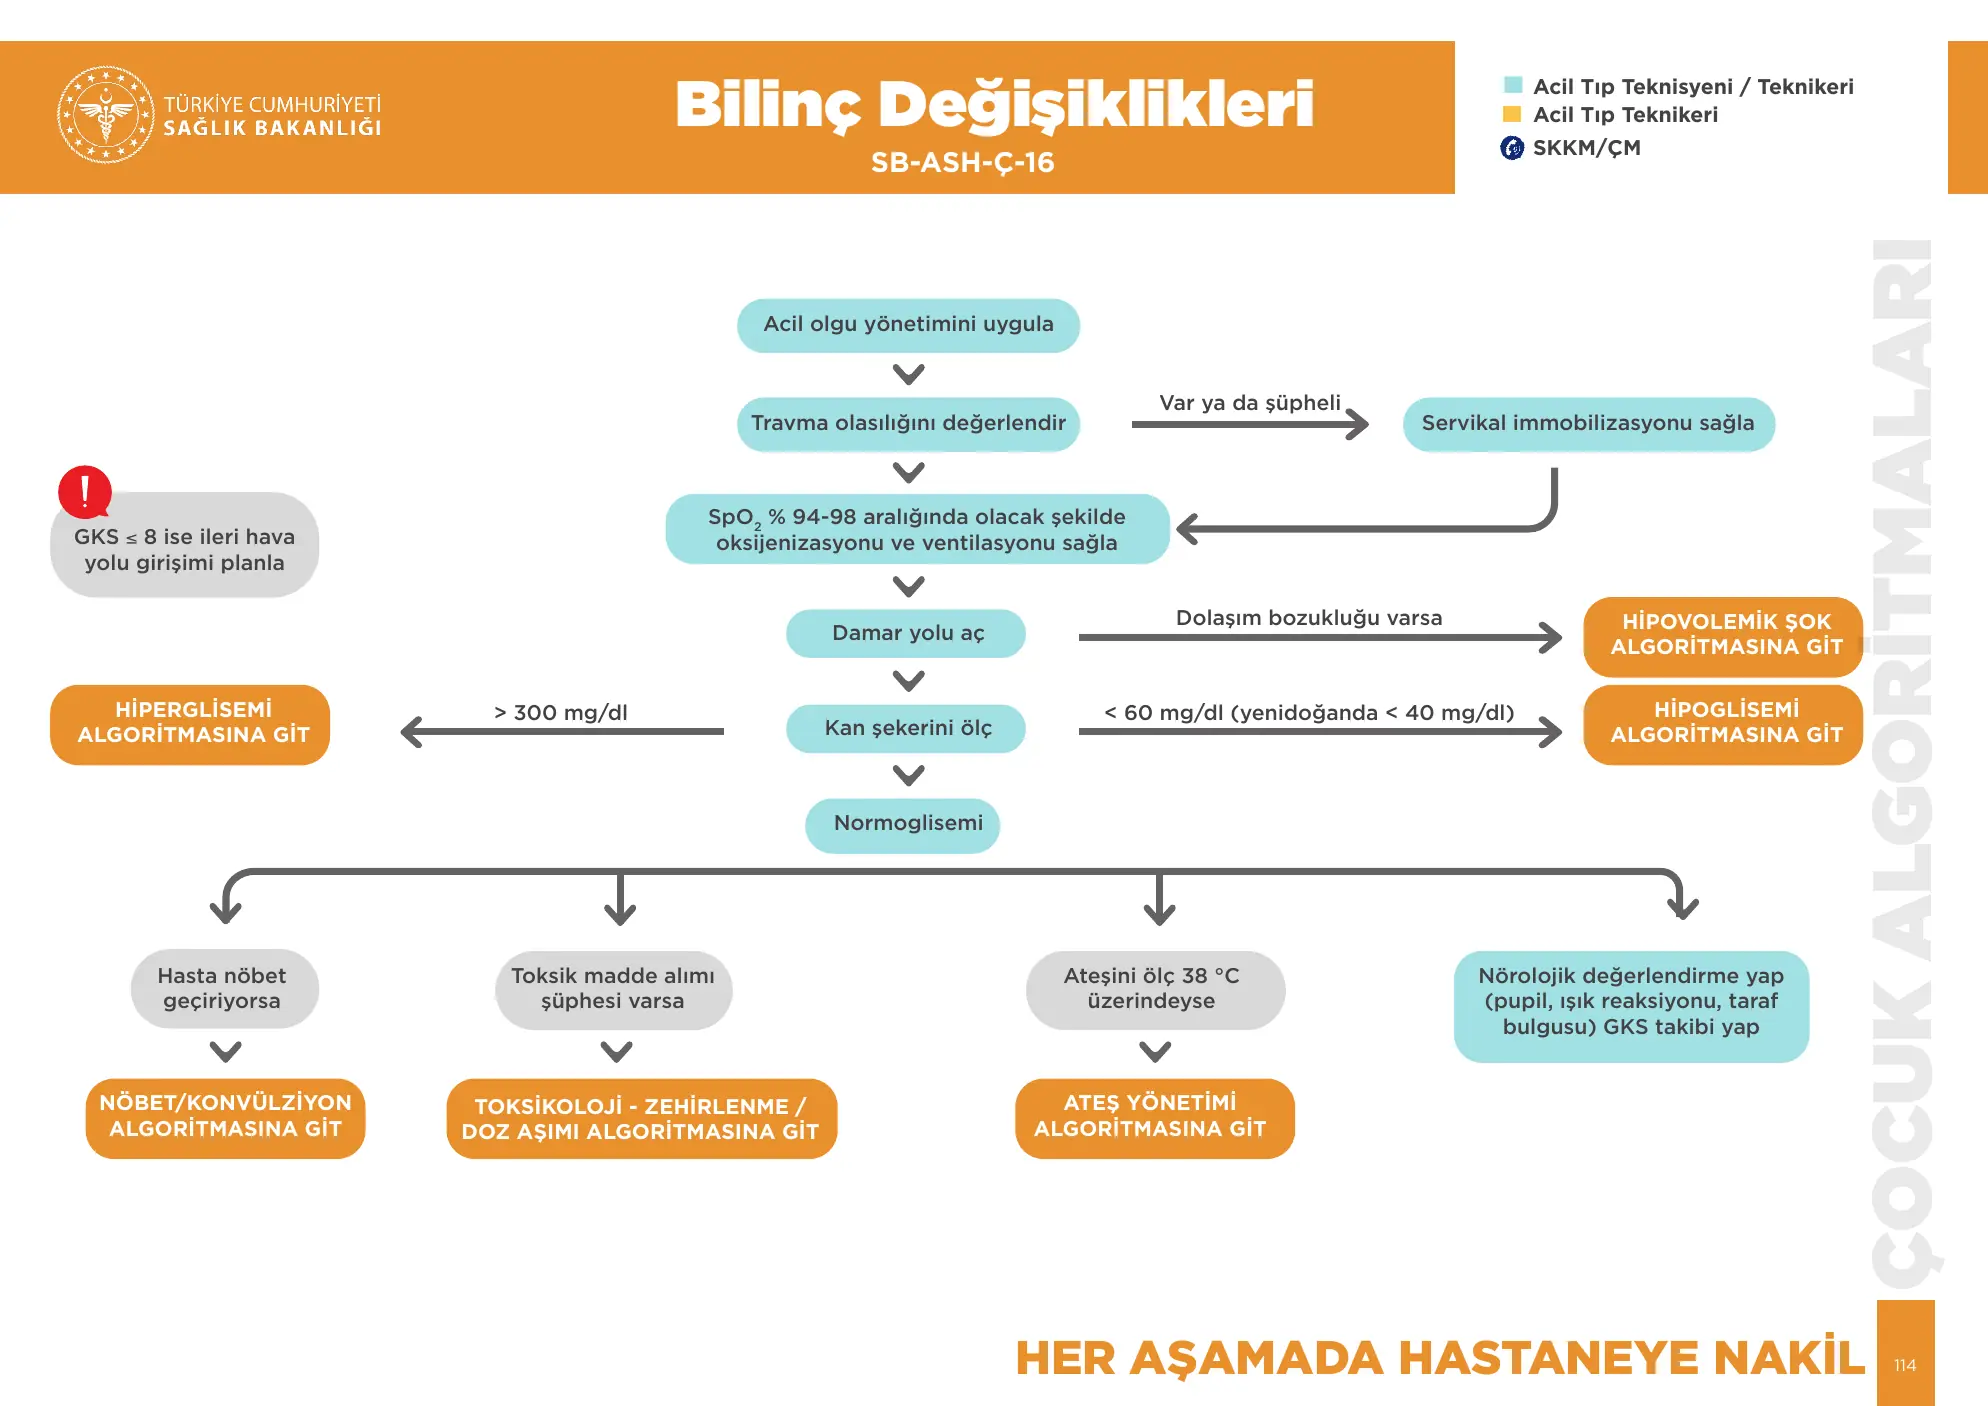 TÜRKİYE CUMHURİYETİ
SAĞLIK BAKANLIĞI
Bilinç Değişiklikleri
SB-ASH-Ç-16
Acil Tıp Teknisyeni / Teknikeri
Acil Tıp Teknikeri
SKKM/ÇM
Acil olgu yönetimini uygula
Travma olasılığını değerlendir
Var ya da şüpheli
Servikal immobilizasyonu sağla
!
GKS ≤ 8 ise ileri hava
yolu girişimi planla
SpO₂ % 94-98 aralığında olacak şekilde
oksijenizasyonu ve ventilasyonu sağla
Damar yolu aç
Dolaşım bozukluğu varsa
HİPOVOLEMİK ŞOK
ALGORİTMASINA GİT
HİPERGLİSEMİ
ALGORİTMASINA GİT
> 300 mg/dl
Kan şekerini ölç
< 60 mg/dl (yenidoğanda < 40 mg/dl)
HİPOGLİSEMİ
ALGORİTMASINA GİT
Normoglisemi
Hasta nöbet
geçiriyorsa
Toksik madde alımı
şüphesi varsa
Ateşini ölç 38 °C
üzerindeyse
Nörolojik değerlendirme yap
(pupil, ışık reaksiyonu, taraf
bulgusu) GKS takibi yap
NÖBET/KONVÜLZİYON
ALGORİTMASINA GİT
TOKSİKOLOJİ - ZEHİRLENME /
DOZ AŞIMI ALGORİTMASINA GİT
ATEŞ YÖNETİMİ
ALGORİTMASINA GİT
ÇOCUK ALGORİTMALARI
HER AŞAMADA HASTANEYE NAKİL
114